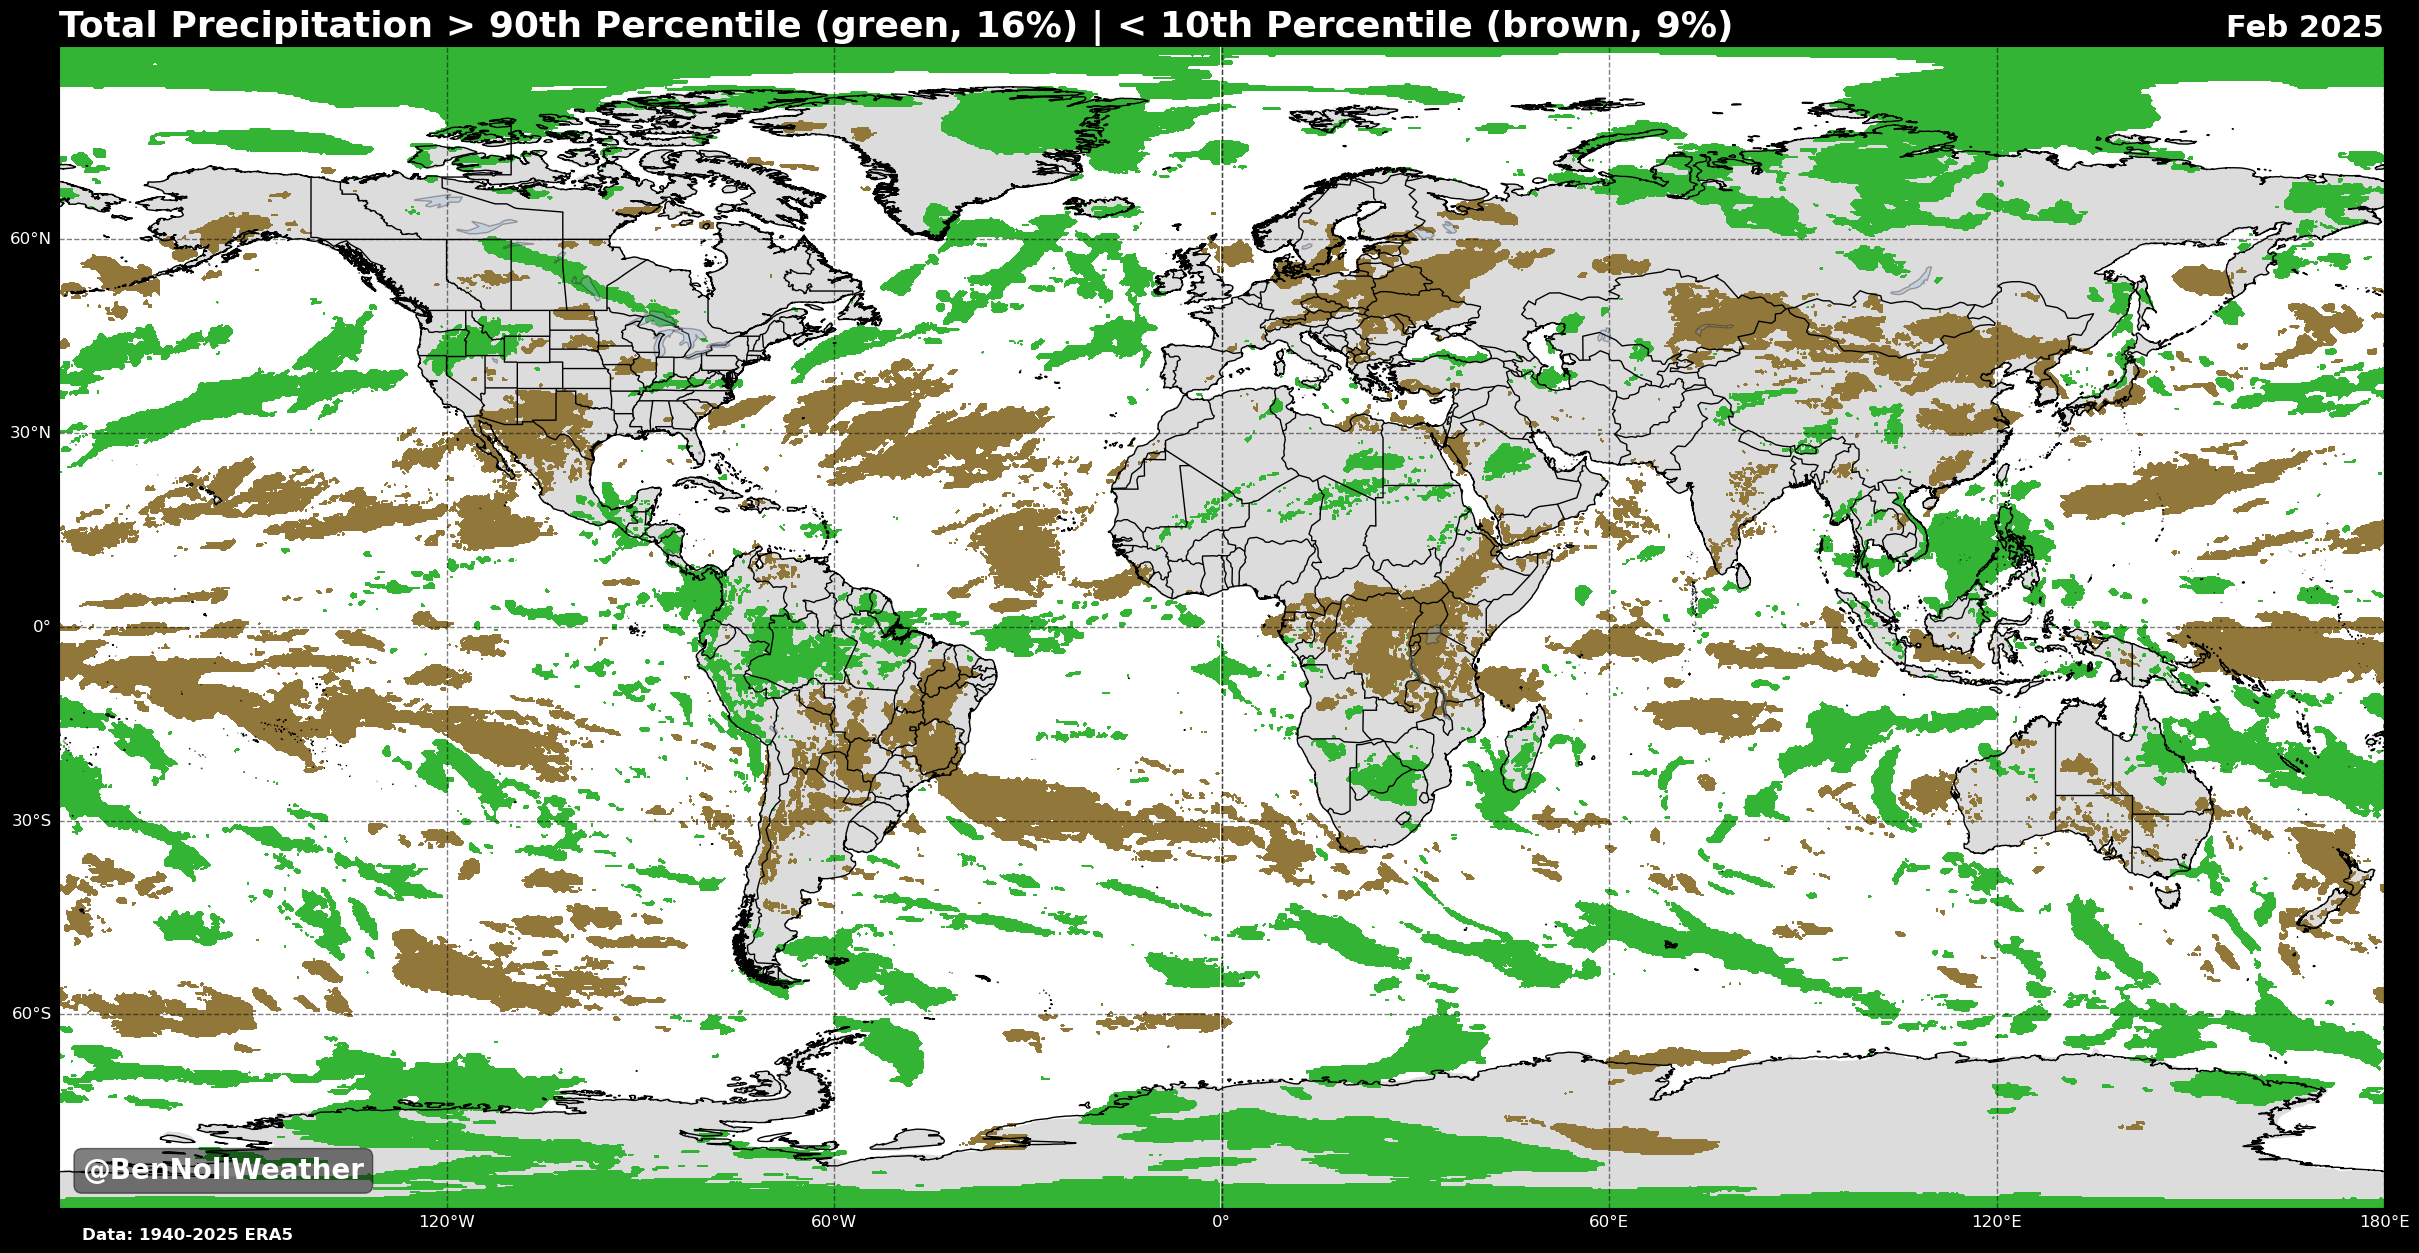 Total Precipitation > 90th Percentile (green, 16%) | < 10th Percentile (brown, 9%)
Feb 2025
60°N
30°N
0°
30°S
60°S
@BenNollWeather
120°W
60°W
0°
60°E
120°E
180°E
Data: 1940-2025 ERA5